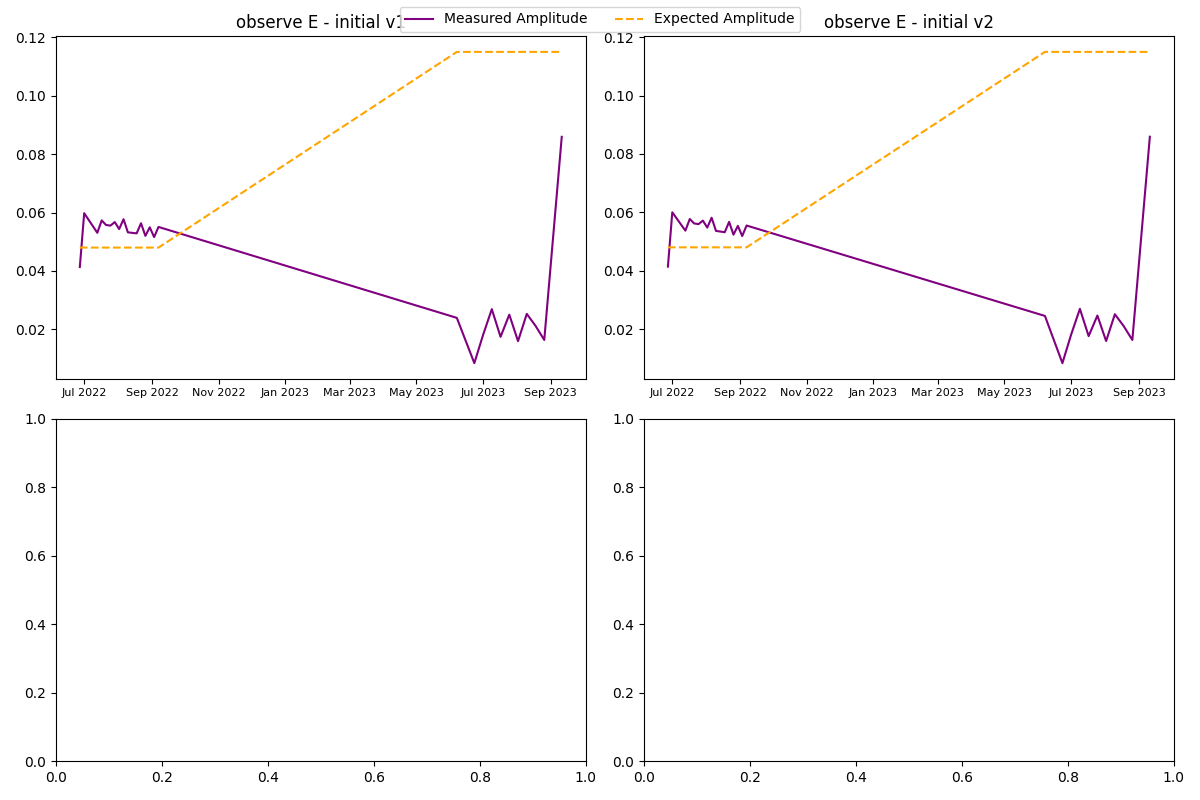 observe E - initial v1
Measured Amplitude
Expected Amplitude
observe E - initial v2
0.12
0.10
0.08
0.06
0.04
0.02
Jul 2022
Sep 2022
Nov 2022
Jan 2023
Mar 2023
May 2023
Jul 2023
Sep 2023
0.12
0.10
0.08
0.06
0.04
0.02
Jul 2022
Sep 2022
Nov 2022
Jan 2023
Mar 2023
May 2023
Jul 2023
Sep 2023
1.0
0.8
0.6
0.4
0.2
0.0
0.0
0.2
0.4
0.6
0.8
1.0
1.0
0.8
0.6
0.4
0.2
0.0
0.0
0.2
0.4
0.6
0.8
1.0